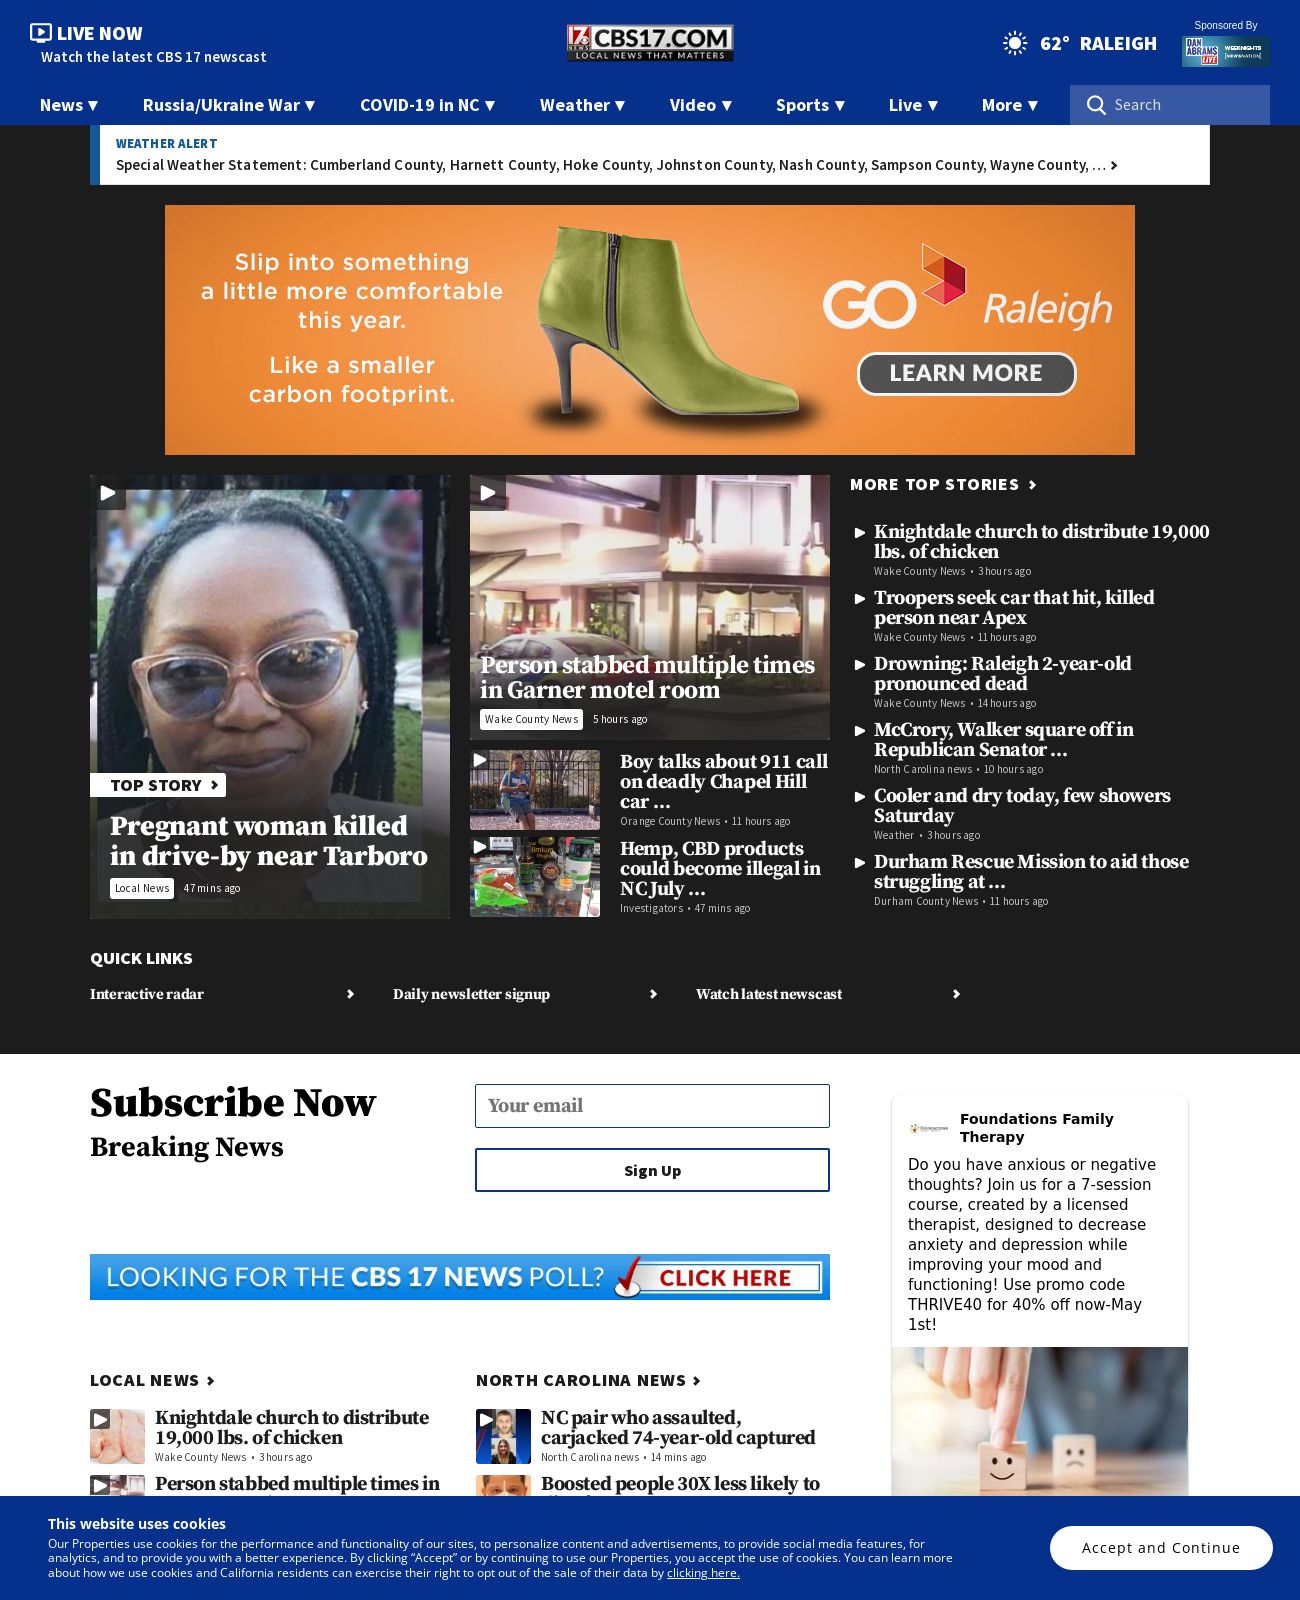 LIVE NOW
Watch the latest CBS 17 newscast
CBS17.COM
NEWS
LOCAL NEWS THAT MATTERS
62° RALEIGH
Sponsored By
DAN ABRAMS LIVE
WEEKNIGHTS
NEWSNATION
News ▼ Russia/Ukraine War ▼ COVID-19 in NC ▼ Weather ▼ Video ▼ Sports ▼ Live ▼ More ▼ Search
WEATHER ALERT
Special Weather Statement: Cumberland County, Harnett County, Hoke County, Johnston County, Nash County, Sampson County, Wayne County, …
Slip into something
a little more comfortable
this year.
Like a smaller
carbon footprint.
GO Raleigh
LEARN MORE
TOP STORY
Pregnant woman killed
in drive-by near Tarboro
Local News 47 mins ago
Person stabbed multiple times
in Garner motel room
Wake County News 5 hours ago
Boy talks about 911 call
on deadly Chapel Hill
car …
Orange County News • 11 hours ago
Hemp, CBD products
could become illegal in
NC July …
Investigators • 47 mins ago
MORE TOP STORIES
Knightdale church to distribute 19,000
lbs. of chicken
Wake County News • 3 hours ago
Troopers seek car that hit, killed
person near Apex
Wake County News • 11 hours ago
Drowning: Raleigh 2-year-old
pronounced dead
Wake County News • 14 hours ago
McCrory, Walker square off in
Republican Senator …
North Carolina news • 10 hours ago
Cooler and dry today, few showers
Saturday
Weather • 3 hours ago
Durham Rescue Mission to aid those
struggling at …
Durham County News • 11 hours ago
QUICK LINKS
Interactive radar
Daily newsletter signup
Watch latest newscast
Subscribe Now
Breaking News
Your email
Sign Up
LOOKING FOR THE CBS 17 NEWS POLL? CLICK HERE
Foundations Family
Therapy
Do you have anxious or negative
thoughts? Join us for a 7-session
course, created by a licensed
therapist, designed to decrease
anxiety and depression while
improving your mood and
functioning! Use promo code
THRIVE40 for 40% off now-May
1st!
LOCAL NEWS
Knightdale church to distribute
19,000 lbs. of chicken
Wake County News • 3 hours ago
Person stabbed multiple times in
NORTH CAROLINA NEWS
NC pair who assaulted,
carjacked 74-year-old captured
North Carolina news • 14 mins ago
Boosted people 30X less likely to
This website uses cookies
Our Properties use cookies for the performance and functionality of our sites, to personalize content and advertisements, to provide social media features, for
analytics, and to provide you with a better experience. By clicking “Accept” or by continuing to use our Properties, you accept the use of cookies. You can learn more
about how we use cookies and California residents can exercise their right to opt out of the sale of their data by clicking here.
Accept and Continue